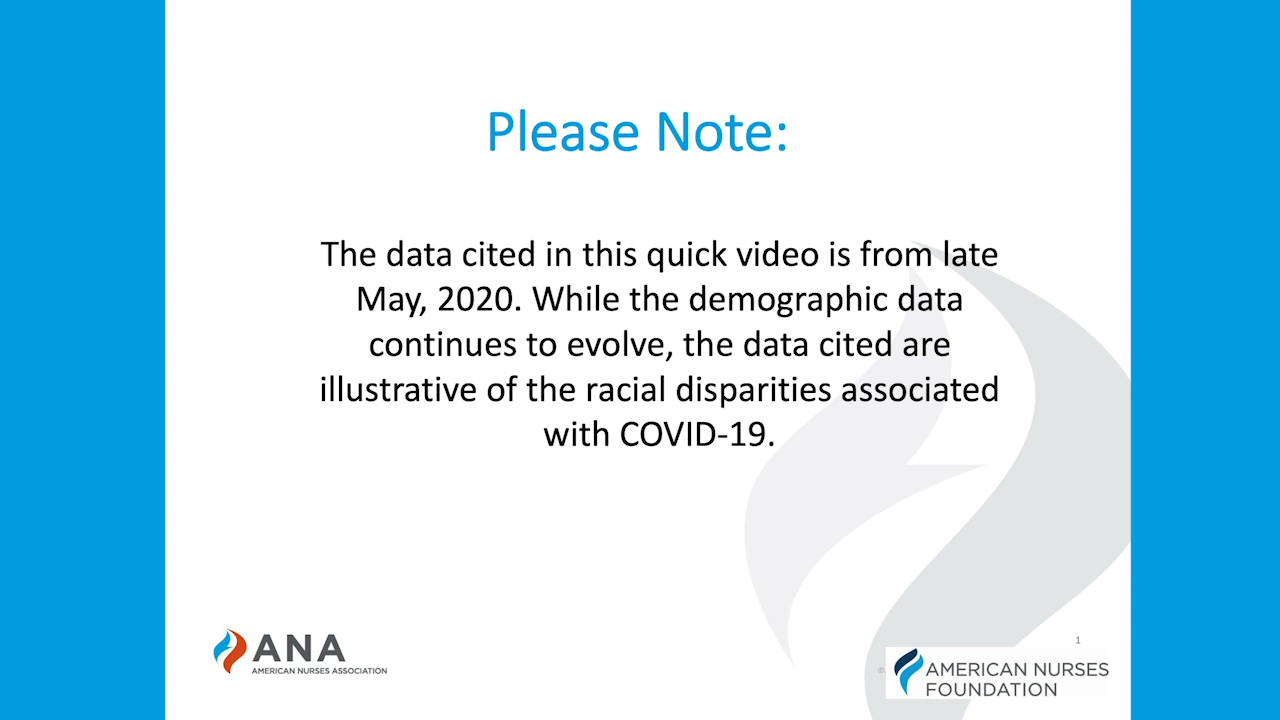 Please Note:
The data cited in this quick video is from late
May, 2020. While the demographic data
continues to evolve, the data cited are
illustrative of the racial disparities associated
with COVID-19.
1
ANA
AMERICAN NURSES ASSOCIATION
©
AMERICAN NURSES
FOUNDATION